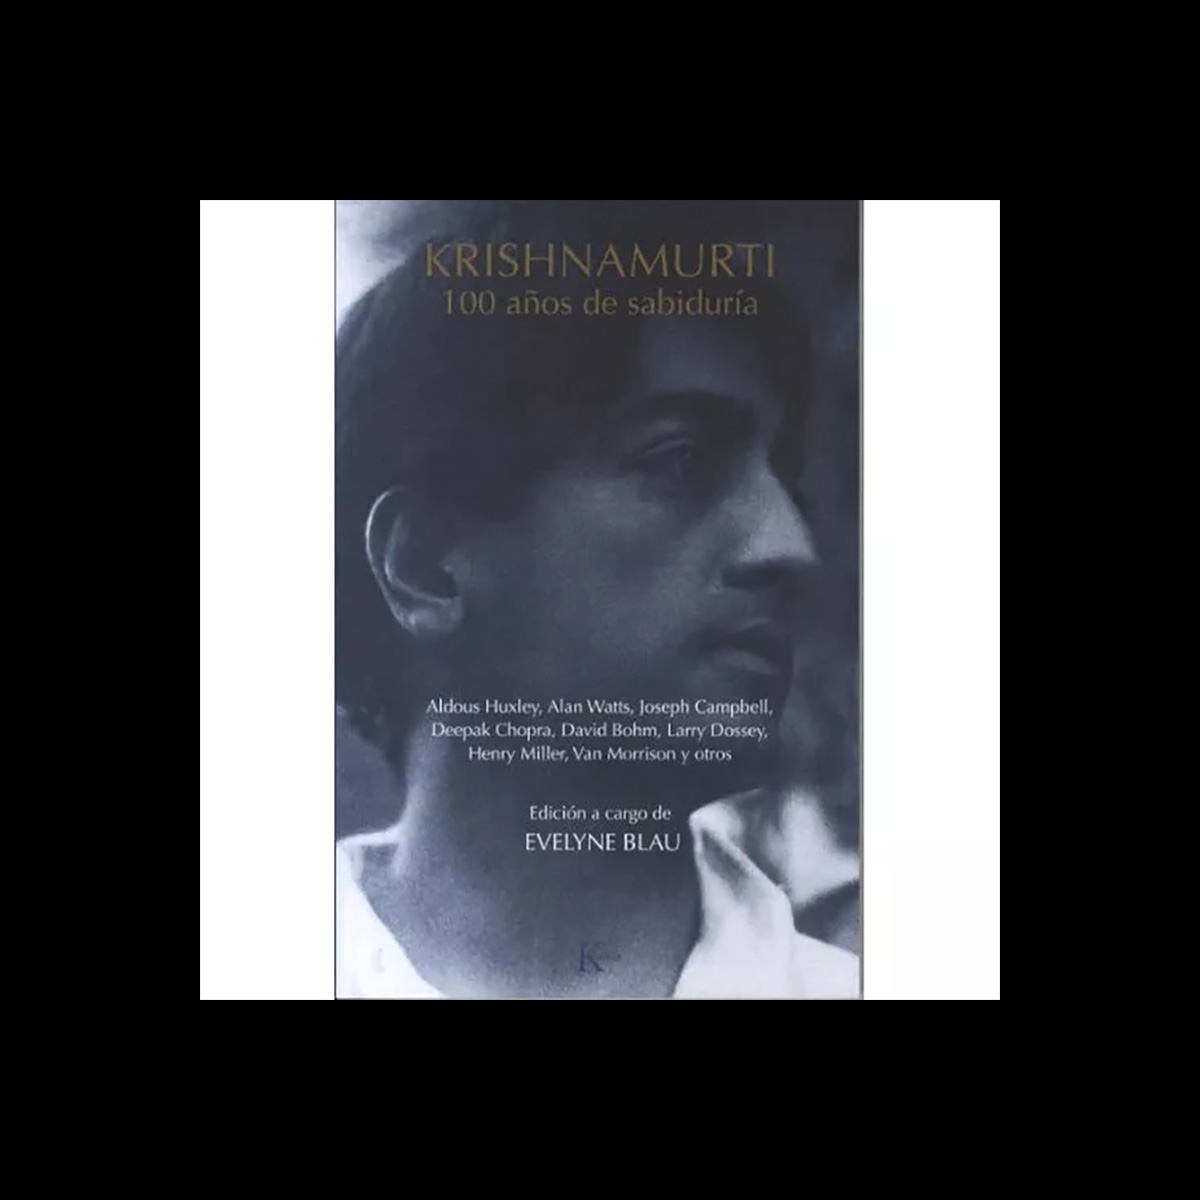 KRISHNAMURTI
100 años de sabiduría
Aldous Huxley, Alan Watts, Joseph Campbell,
Deepak Chopra, David Bohm, Larry Dossey,
Henry Miller, Van Morrison y otros
Edición a cargo de
EVELYNE BLAU
K